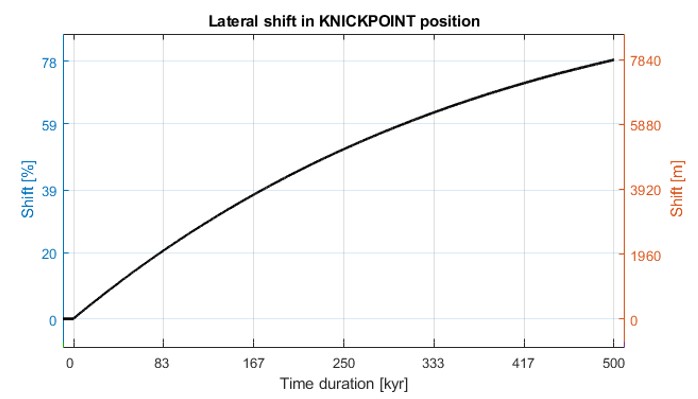 Lateral shift in KNICKPOINT position
78
59
39
20
0
Shift [%]
7840
5880
3920
1960
0
Shift [m]
0 83 167 250 333 417 500
Time duration [kyr]